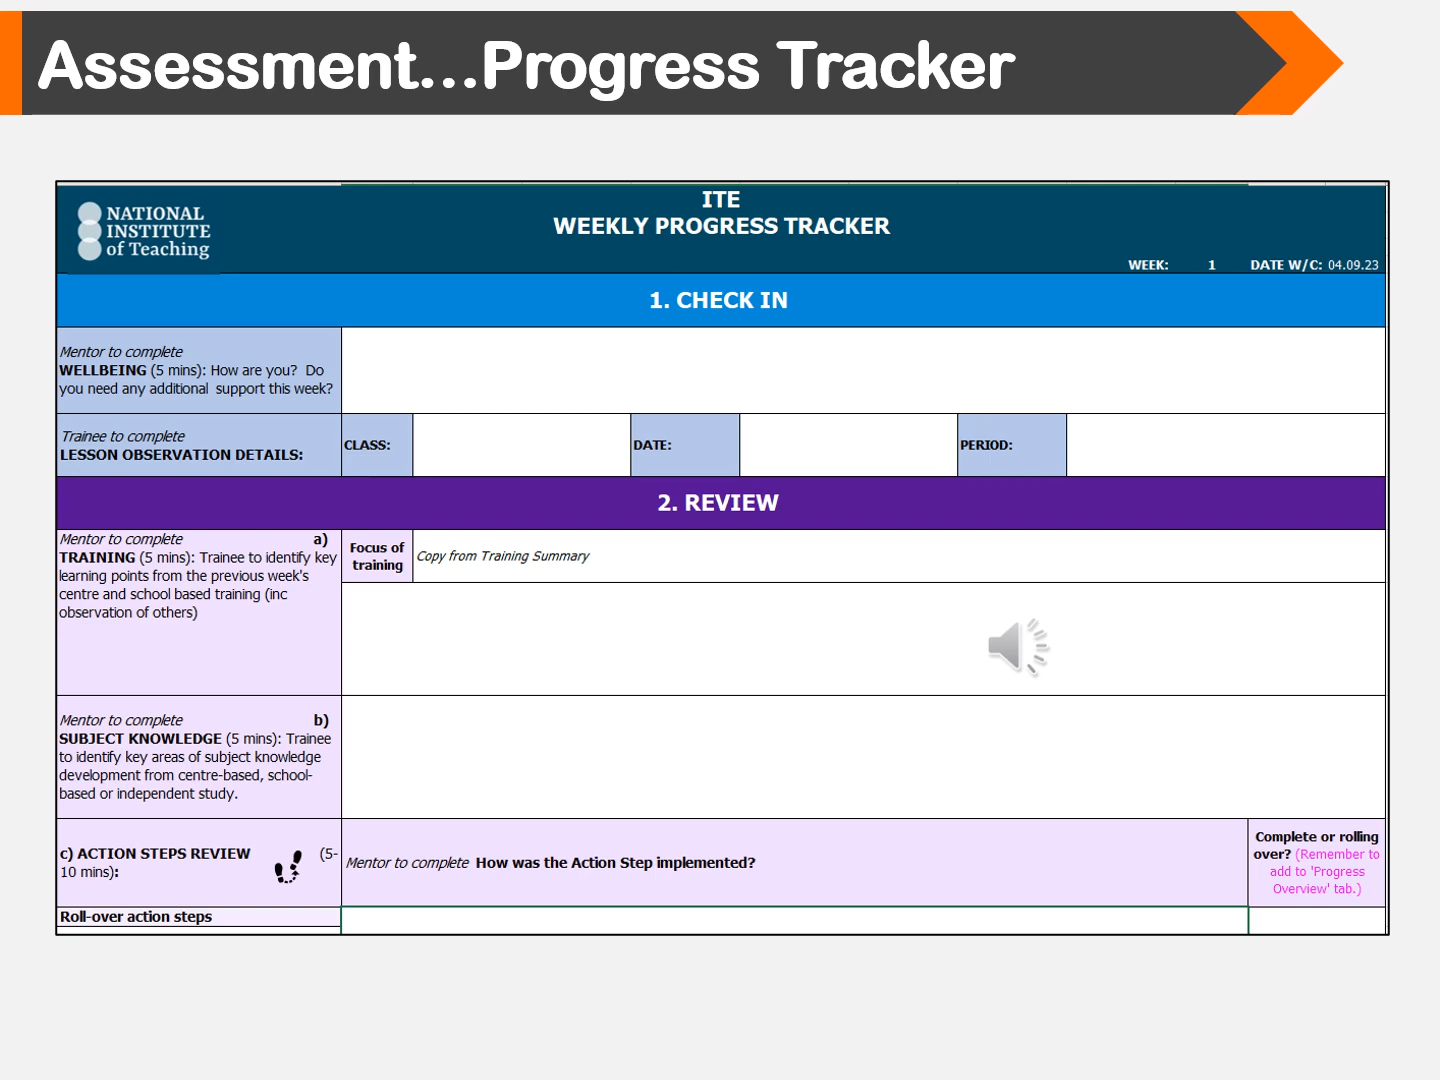 Assessment...Progress Tracker
NATIONAL
INSTITUTE
of Teaching
ITE
WEEKLY PROGRESS TRACKER
WEEK: 1 DATE W/C: 04.09.23
1. CHECK IN
Mentor to complete
WELLBEING (5 mins): How are you? Do
you need any additional support this week?
Trainee to complete
LESSON OBSERVATION DETAILS:
CLASS:
DATE:
PERIOD:
2. REVIEW
Mentor to complete a)
TRAINING (5 mins): Trainee to identify key
learning points from the previous week's
centre and school based training (inc
observation of others)
Focus of
training
Copy from Training Summary
Mentor to complete b)
SUBJECT KNOWLEDGE (5 mins): Trainee
to identify key areas of subject knowledge
development from centre-based, school-
based or independent study.
c) ACTION STEPS REVIEW (5-
10 mins):
Mentor to complete How was the Action Step implemented?
Complete or rolling
over? (Remember to
add to 'Progress
Overview' tab.)
Roll-over action steps